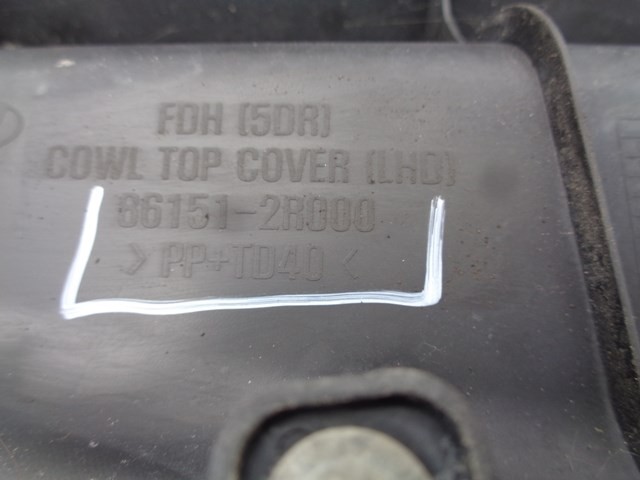 FDH (5DR)
COWL TOP COVER (LHD)
86151-2R000
> PP+TD40 <